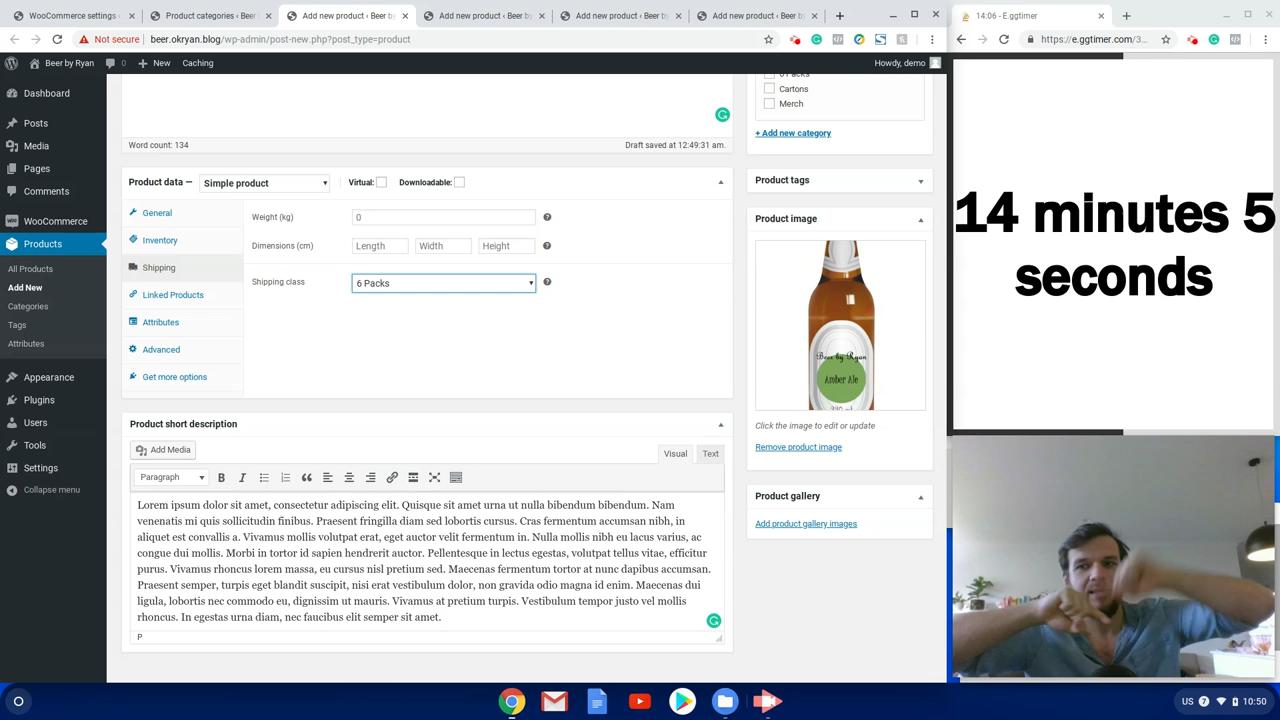 WooCommerce settings ‹
Product categories ‹ Beer b
Add new product ‹ Beer by
Add new product ‹ Beer by
Add new product ‹ Beer by
Add new product ‹ Beer by
14:06 - E.ggtimer
Not secure
beer.okryan.blog/wp-admin/post-new.php?post_type=product
https://e.ggtimer.com/3...
Beer by Ryan
0
New
Caching
Howdy, demo
Dashboard
Posts
Media
Pages
Comments
WooCommerce
Products
All Products
Add New
Categories
Tags
Attributes
Appearance
Plugins
Users
Tools
Settings
Collapse menu
Word count: 134
Draft saved at 12:49:31 am.
Product data —
Simple product
Virtual:
Downloadable:
General
Inventory
Shipping
Linked Products
Attributes
Advanced
Get more options
Weight (kg)
0
Dimensions (cm)
Length
Width
Height
Shipping class
6 Packs
Product short description
Add Media
Visual
Text
Paragraph
Lorem ipsum dolor sit amet, consectetur adipiscing elit. Quisque sit amet urna ut nulla bibendum bibendum. Nam
venenatis mi quis sollicitudin finibus. Praesent fringilla diam sed lobortis cursus. Cras fermentum accumsan nibh, in
aliquet est convallis a. Vivamus mollis volutpat erat, eget auctor velit fermentum in. Nulla mollis nibh eu lacus varius, ac
congue dui mollis. Morbi in tortor id sapien hendrerit auctor. Pellentesque in lectus egestas, volutpat tellus vitae, efficitur
purus. Vivamus rhoncus lorem massa, eu cursus nisl pretium sed. Maecenas fermentum tortor at nunc dapibus accumsan.
Praesent semper, turpis eget blandit suscipit, nisi erat vestibulum dolor, non gravida odio magna id enim. Maecenas dui
ligula, lobortis nec commodo eu, dignissim ut mauris. Vivamus at pretium turpis. Vestibulum tempor justo vel mollis
rhoncus. In egestas urna diam, nec faucibus elit semper sit amet.
P
6 Packs
Cartons
Merch
+ Add new category
Product tags
Product image
Beer by Ryan
Amber Ale
330 ml
Click the image to edit or update
Remove product image
Product gallery
Add product gallery images
14 minutes 5
seconds
US
7
10:50